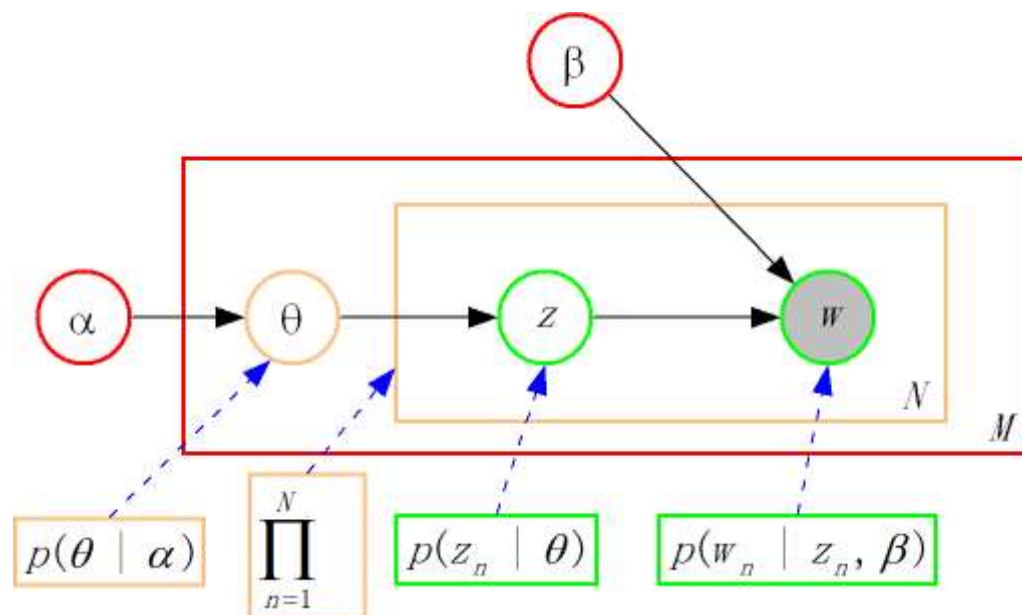 β
α
θ
z
w
N
M
p(θ | α)
N
∏
n=1
p(z_n | θ)
p(w_n | z_n, β)